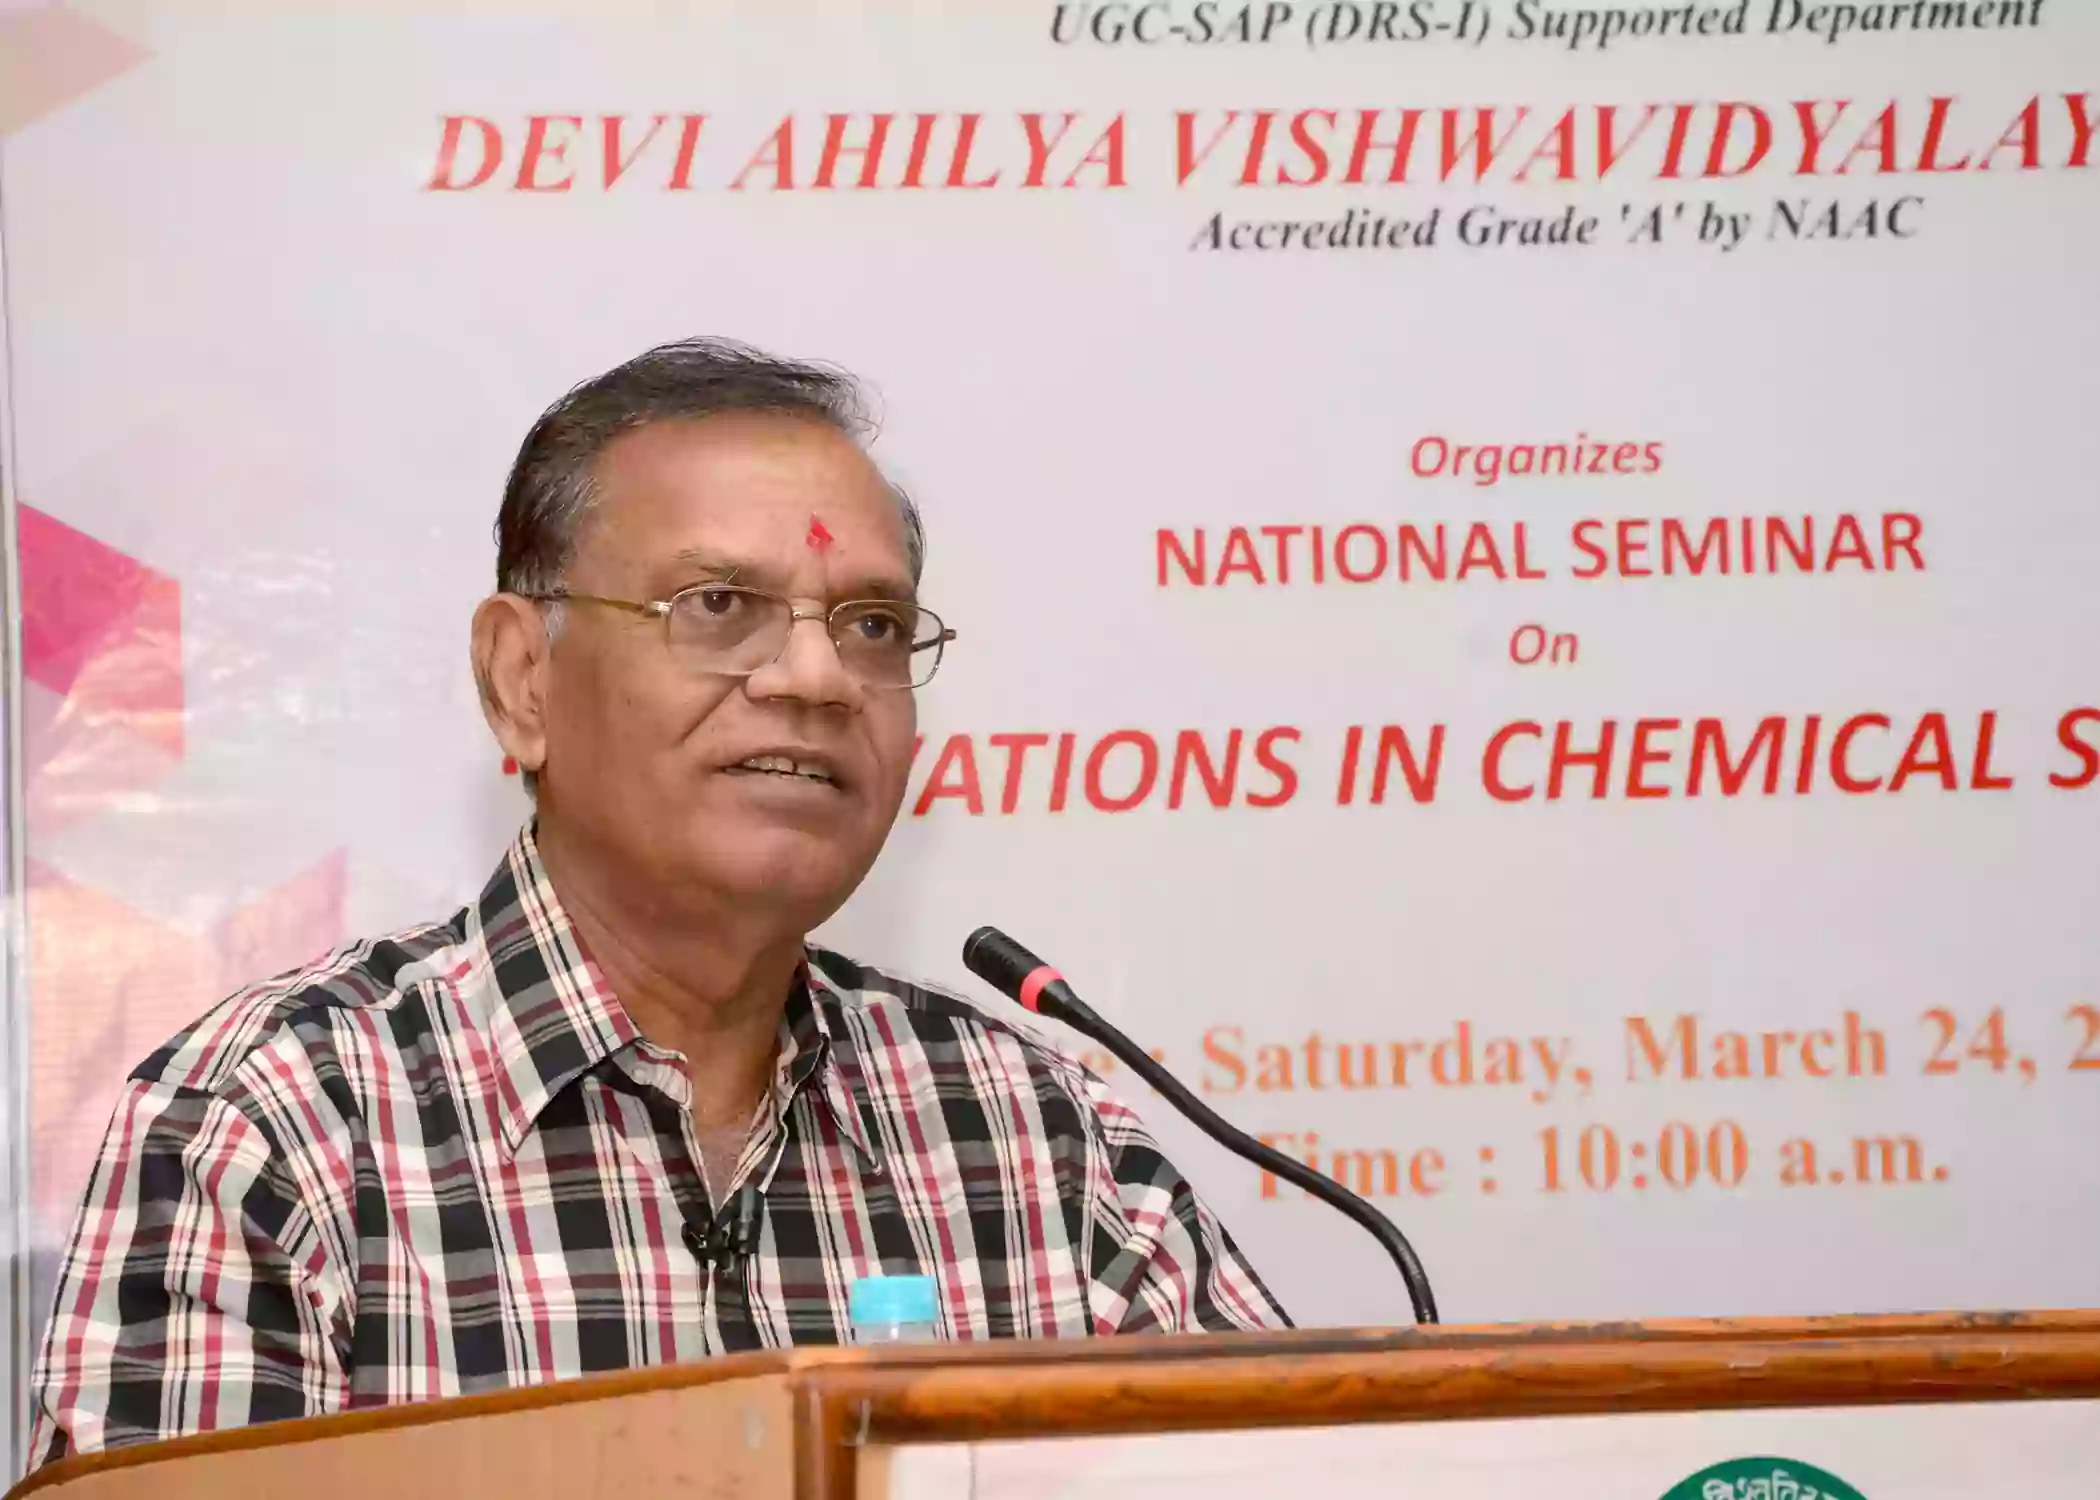 UGC-SAP (DRS-I) Supported Department
DEVI AHILYA VISHWAVIDYALAY
Accredited Grade 'A' by NAAC
Organizes
NATIONAL SEMINAR
On
VATIONS IN CHEMICAL S
: Saturday, March 24, 2
Time : 10:00 a.m.